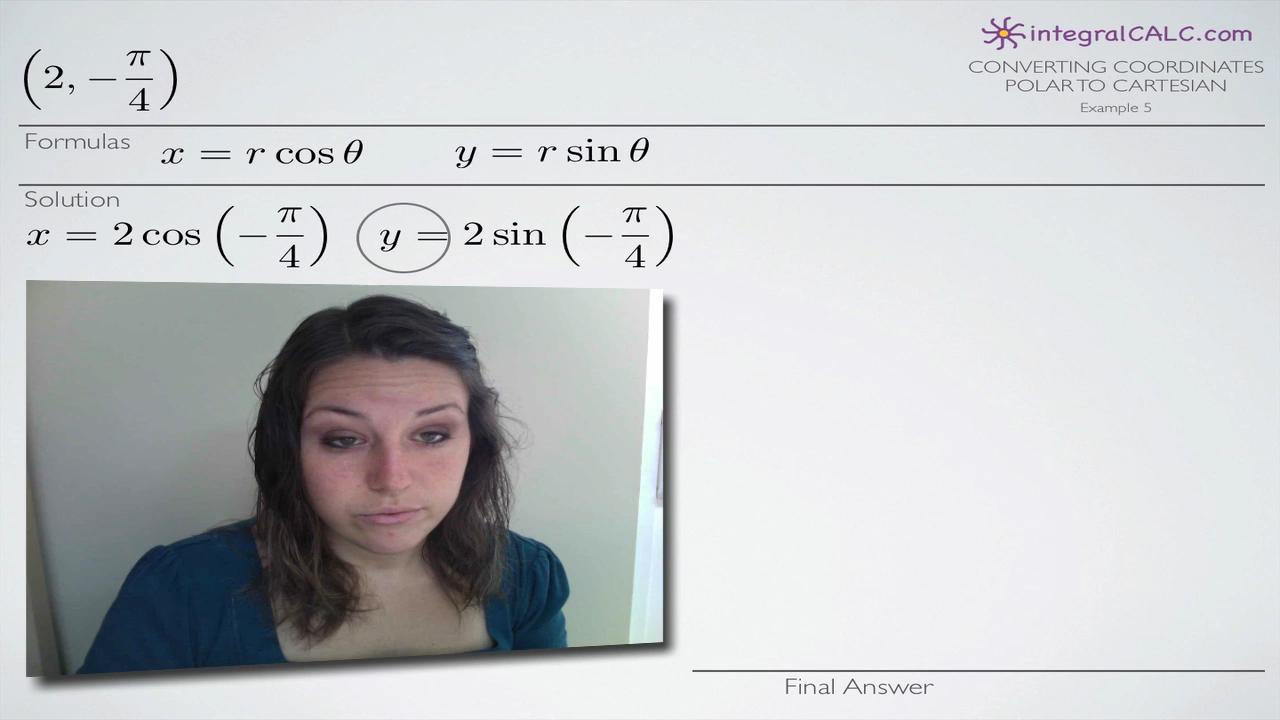 integralCALC.com
CONVERTING COORDINATES
POLAR TO CARTESIAN
Example 5
(2, −π/4)
Formulas x = r cos θ y = r sin θ
Solution
x = 2 cos (−π/4) y = 2 sin (−π/4)
Final Answer